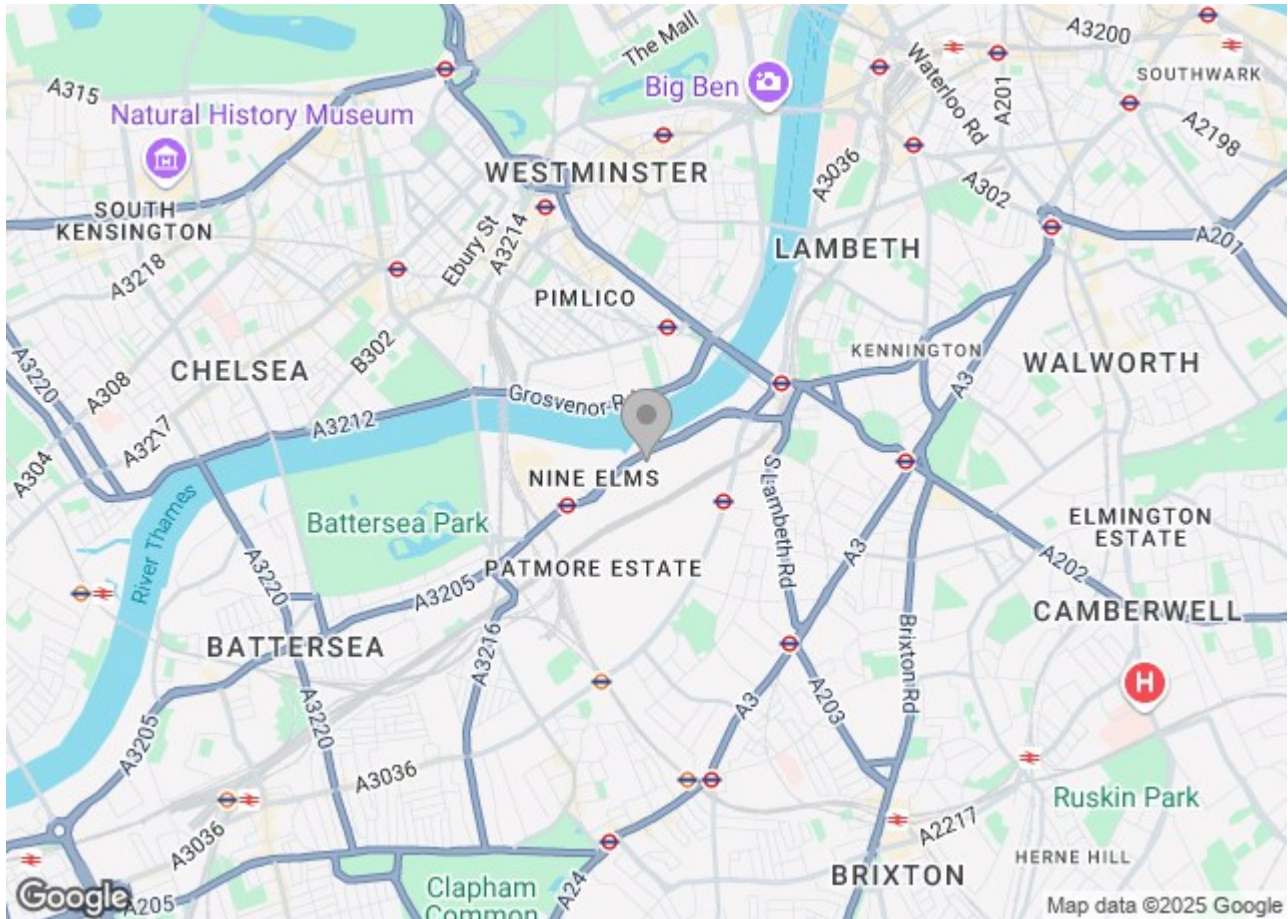 A3200
The Mall
Waterloo Rd
A201
SOUTHWARK
A315
Big Ben
Natural History Museum
A2198
WESTMINSTER
A3036
A302
SOUTH
KENSINGTON
Ebury St
A3214
A201
LAMBETH
A3218
PIMLICO
B302
KENNINGTON
WALWORTH
A3220
A308
CHELSEA
A3
Grosvenor
A3212
A3217
A304
NINE ELMS
River Thames
Battersea Park
S Lambeth Rd
A3
ELMINGTON
ESTATE
A3220
A202
PATMORE ESTATE
A3205
CAMBERWELL
BATTERSEA
A3216
Brixton Rd
H
A203
A3
A3205
A3220
A3036
Ruskin Park
A3036
A2217
HERNE HILL
BRIXTON
Clapham
Common
A24
A205
Google
Map data ©2025 Google